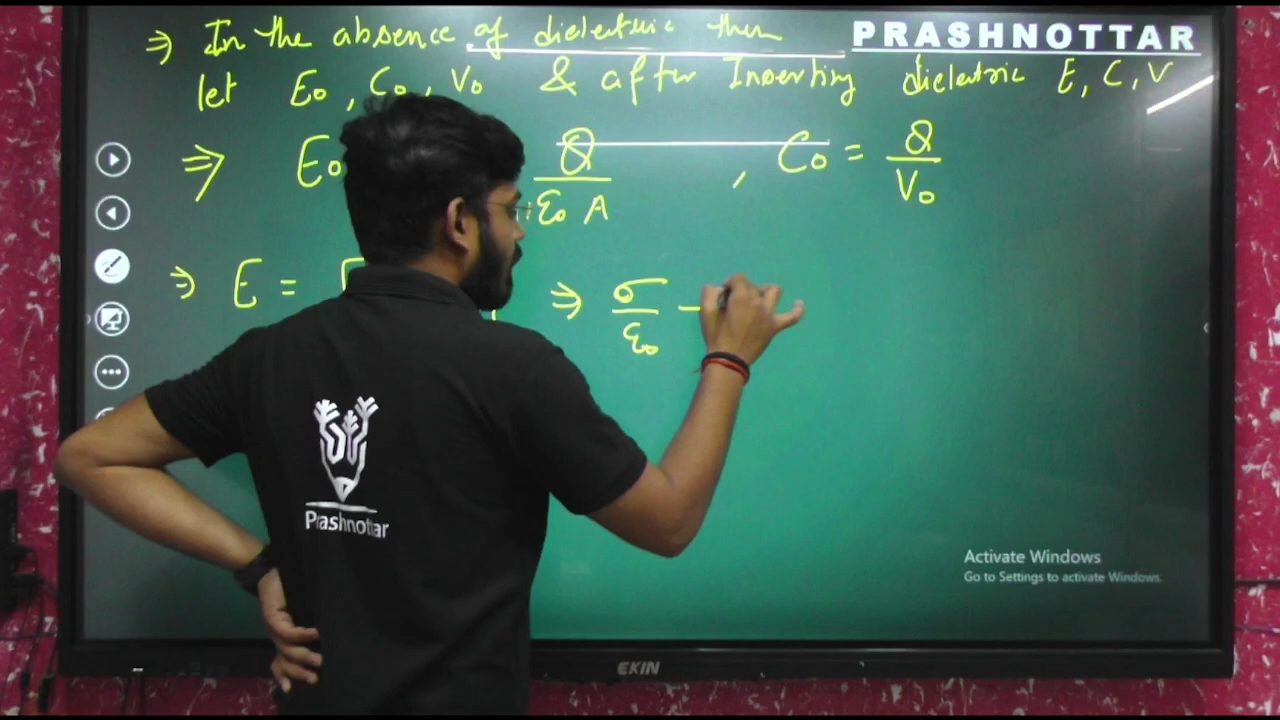 ⇒ In the absence of dielectric then
PRASHNOTTAR
let E₀, C₀, V₀ & after Inserting dielectric E, C, V
⇒ E₀ Q/ε₀ A , C₀ = Q/V₀
⇒ E = ⇒ σ/ε₀ -
Prashnottar
Activate Windows
Go to Settings to activate Windows.
EKIN